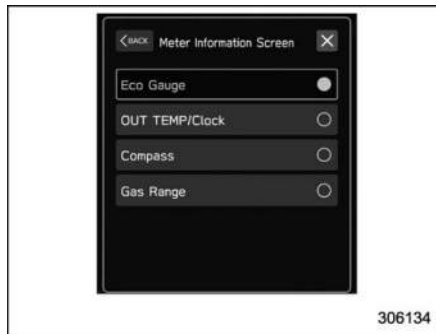 BACK Meter Information Screen X
Eco Gauge
OUT TEMP/Clock
Compass
Gas Range
306134